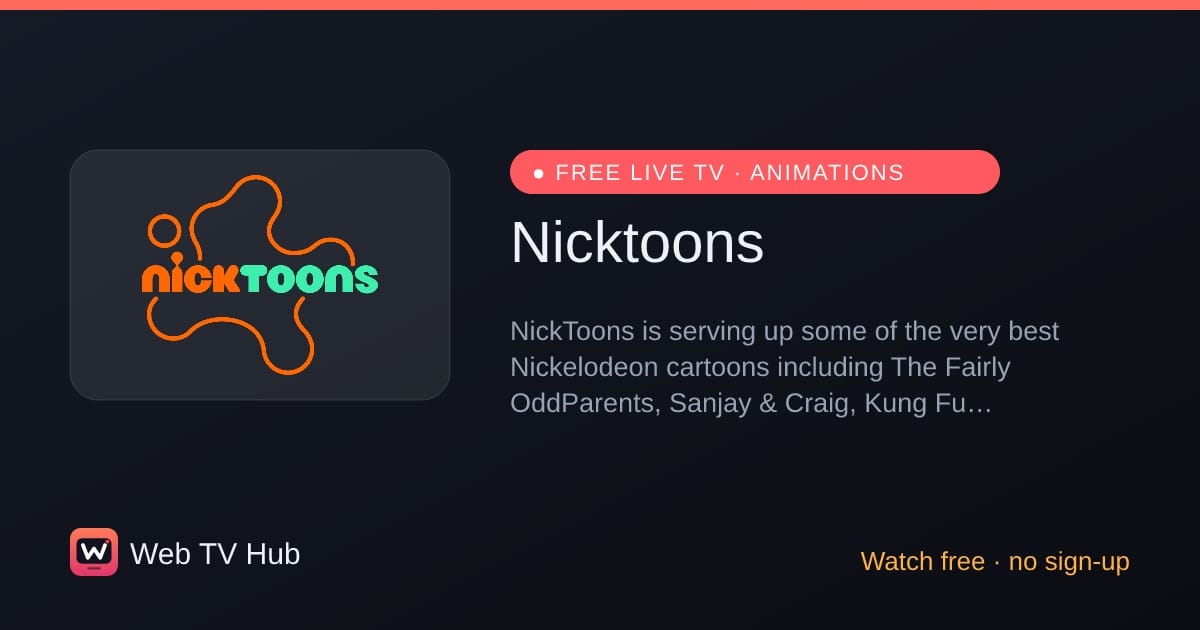 nickTOONS
● FREE LIVE TV · ANIMATIONS
Nicktoons
NickToons is serving up some of the very best
Nickelodeon cartoons including The Fairly
OddParents, Sanjay & Craig, Kung Fu…
W
Web TV Hub
Watch free · no sign-up